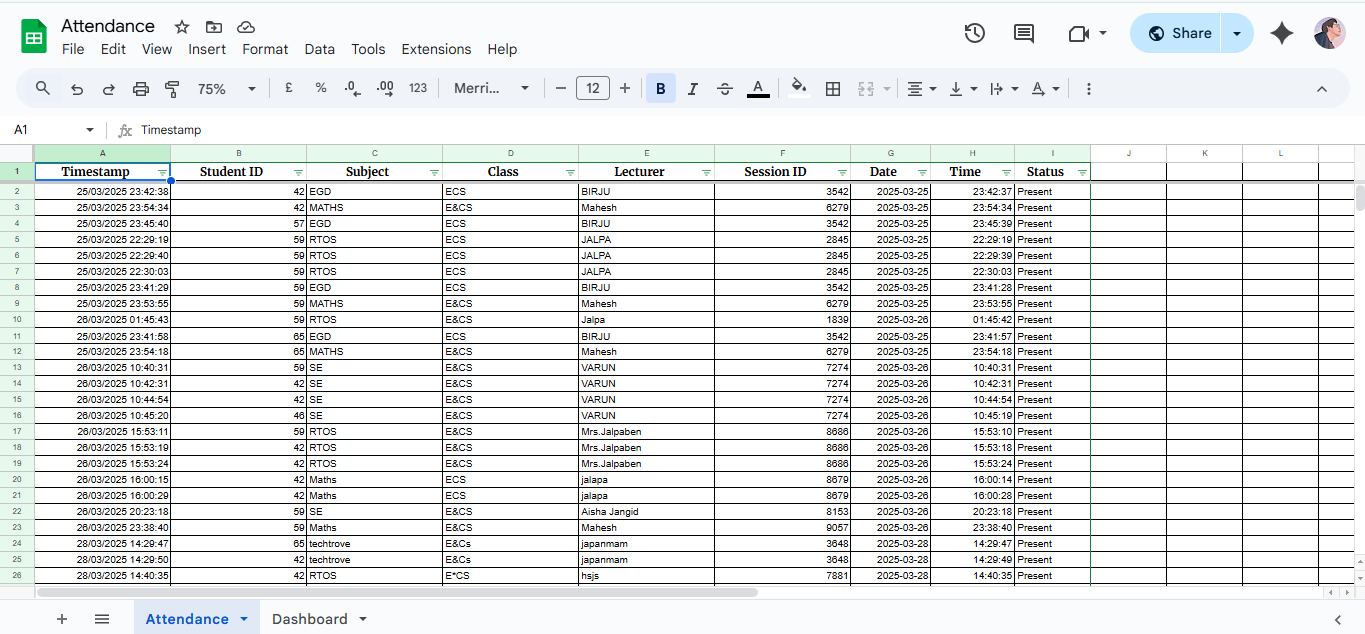 Attendance
File Edit View Insert Format Data Tools Extensions Help
Share
75% £ % .0 .00 123 Merri... 12 B I A
A1 fx Timestamp
A B C D E F G H I J K L
1 Timestamp Student ID Subject Class Lecturer Session ID Date Time Status
2 25/03/2025 23:42:38 42 EGD ECS BIRJU 3542 2025-03-25 23:42:37 Present
3 25/03/2025 23:54:34 42 MATHS E&CS Mahesh 6279 2025-03-25 23:54:34 Present
4 25/03/2025 23:45:40 57 EGD ECS BIRJU 3542 2025-03-25 23:45:39 Present
5 25/03/2025 22:29:19 59 RTOS ECS JALPA 2845 2025-03-25 22:29:19 Present
6 25/03/2025 22:29:40 59 RTOS ECS JALPA 2845 2025-03-25 22:29:39 Present
7 25/03/2025 22:30:03 59 RTOS ECS JALPA 2845 2025-03-25 22:30:03 Present
8 25/03/2025 23:41:29 59 EGD ECS BIRJU 3542 2025-03-25 23:41:28 Present
9 25/03/2025 23:53:55 59 MATHS E&CS Mahesh 6279 2025-03-25 23:53:55 Present
10 26/03/2025 01:45:43 59 RTOS E&CS Jalpa 1839 2025-03-26 01:45:42 Present
11 25/03/2025 23:41:58 65 EGD ECS BIRJU 3542 2025-03-25 23:41:57 Present
12 25/03/2025 23:54:18 65 MATHS E&CS Mahesh 6279 2025-03-25 23:54:18 Present
13 26/03/2025 10:40:31 59 SE E&CS VARUN 7274 2025-03-26 10:40:31 Present
14 26/03/2025 10:42:31 42 SE E&CS VARUN 7274 2025-03-26 10:42:31 Present
15 26/03/2025 10:44:54 42 SE E&CS VARUN 7274 2025-03-26 10:44:54 Present
16 26/03/2025 10:45:20 46 SE E&CS VARUN 7274 2025-03-26 10:45:19 Present
17 26/03/2025 15:53:11 59 RTOS E&CS Mrs.Jalpaben 8686 2025-03-26 15:53:10 Present
18 26/03/2025 15:53:19 42 RTOS E&CS Mrs.Jalpaben 8686 2025-03-26 15:53:18 Present
19 26/03/2025 15:53:24 42 RTOS E&CS Mrs.Jalpaben 8686 2025-03-26 15:53:24 Present
20 26/03/2025 16:00:15 42 Maths ECS jalapa 8679 2025-03-26 16:00:14 Present
21 26/03/2025 16:00:29 42 Maths ECS jalapa 8679 2025-03-26 16:00:28 Present
22 26/03/2025 20:23:18 59 SE E&CS Aisha Jangid 8153 2025-03-26 20:23:18 Present
23 26/03/2025 23:38:40 59 Maths E&CS Mahesh 9057 2025-03-26 23:38:40 Present
24 28/03/2025 14:29:47 65 techtrove E&Cs japanmam 3648 2025-03-28 14:29:47 Present
25 28/03/2025 14:29:50 42 techtrove E&Cs japanmam 3648 2025-03-28 14:29:49 Present
26 28/03/2025 14:40:35 42 RTOS E*CS hsjs 7881 2025-03-28 14:40:35 Present
Attendance Dashboard